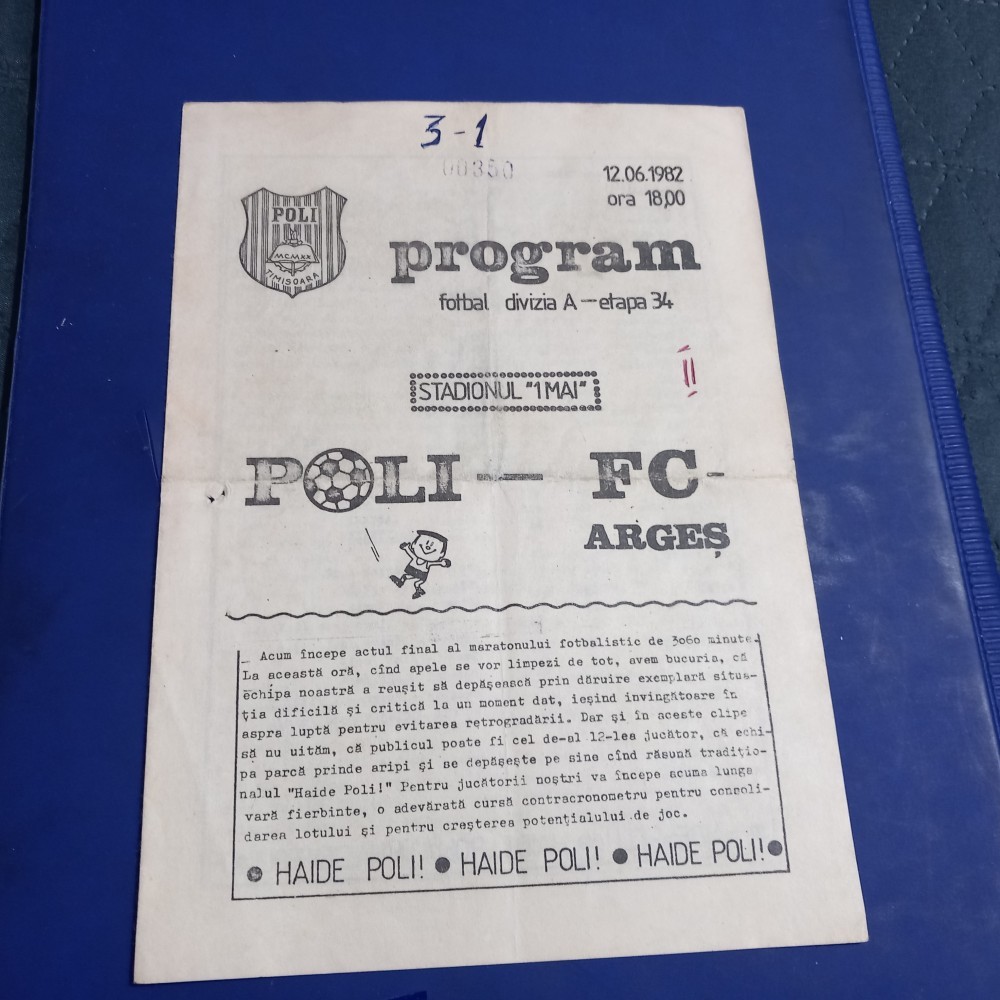 3-1
00350
12.06.1982
ora 18,00
POLI
MCMXX
TIMISOARA
program
fotbal divizia A — etapa 34
STADIONUL "1 MAI"
II
POLI — FC-
ARGEȘ
_ Acum începe actul final al maratonului fotbalistic de 3060 minute.
La această oră, cînd apele se vor limpezi de tot, avem bucuria, că
echipa noastră a reușit să depășească prin dăruire exemplară situa-
ția dificilă și critică la un moment dat, ieșind invingătoare în
aspra luptă pentru evitarea retrogradării. Dar și în aceste clipe
să nu uităm, că publicul poate fi cel de-al 12-lea jucător, că echi-
pa parcă prinde aripi și se depășește pe sine cînd răsună tradițio-
nalul "Haide Poli!" Pentru jucătorii noștri va începe acuma lunga
vară fierbinte, o adevărată cursă contracronometru pentru consoli-
darea lotului și pentru creșterea potențialului de joc.
● HAIDE POLI! ● HAIDE POLI! ● HAIDE POLI! ●